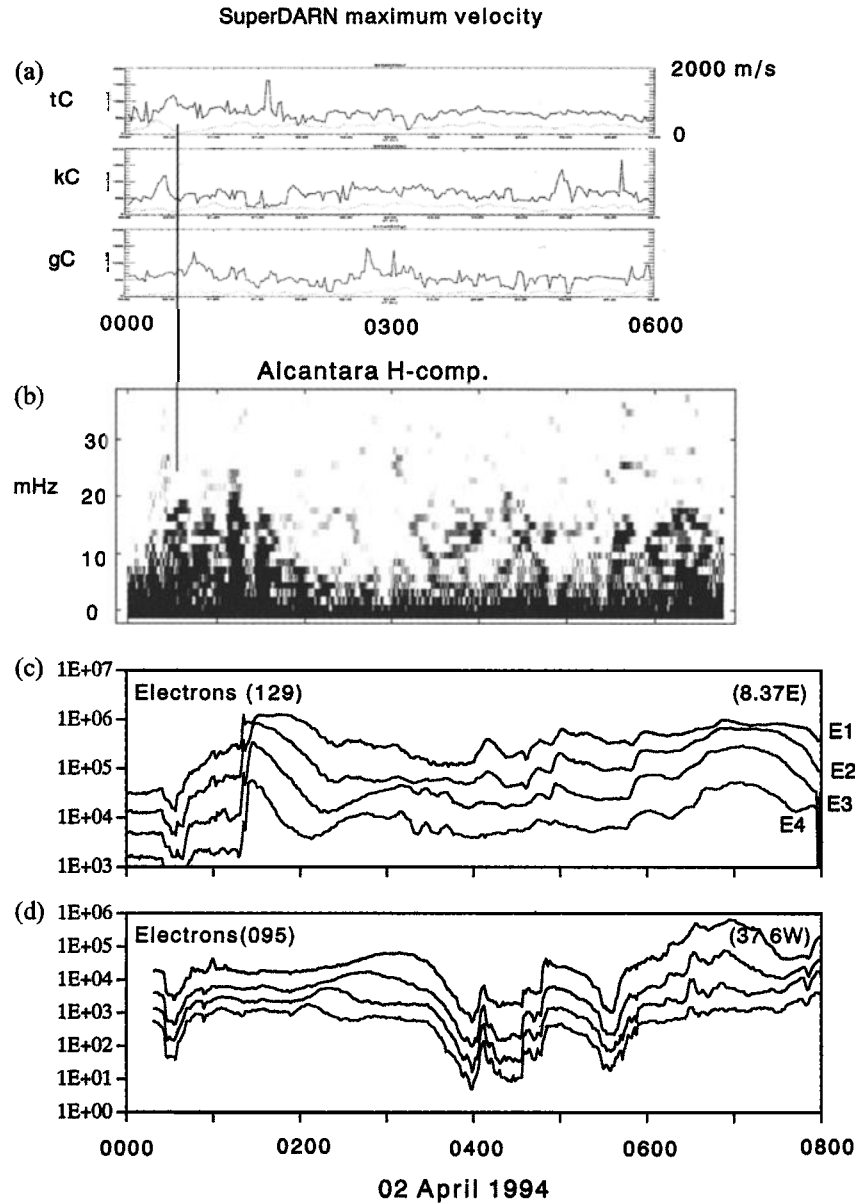 SuperDARN maximum velocity
(a)
tC
2000 m/s
0
kC
gC
0000 0300 0600
Alcantara H-comp.
(b)
30
mHz
20
10
0
(c)
1E+07
Electrons (129) (8.37E)
1E+06
E1
1E+05
E2
1E+04
E3
E4
1E+03
(d)
1E+06
Electrons(095) (37.6W)
1E+05
1E+04
1E+03
1E+02
1E+01
1E+00
0000 0200 0400 0600 0800
02 April 1994